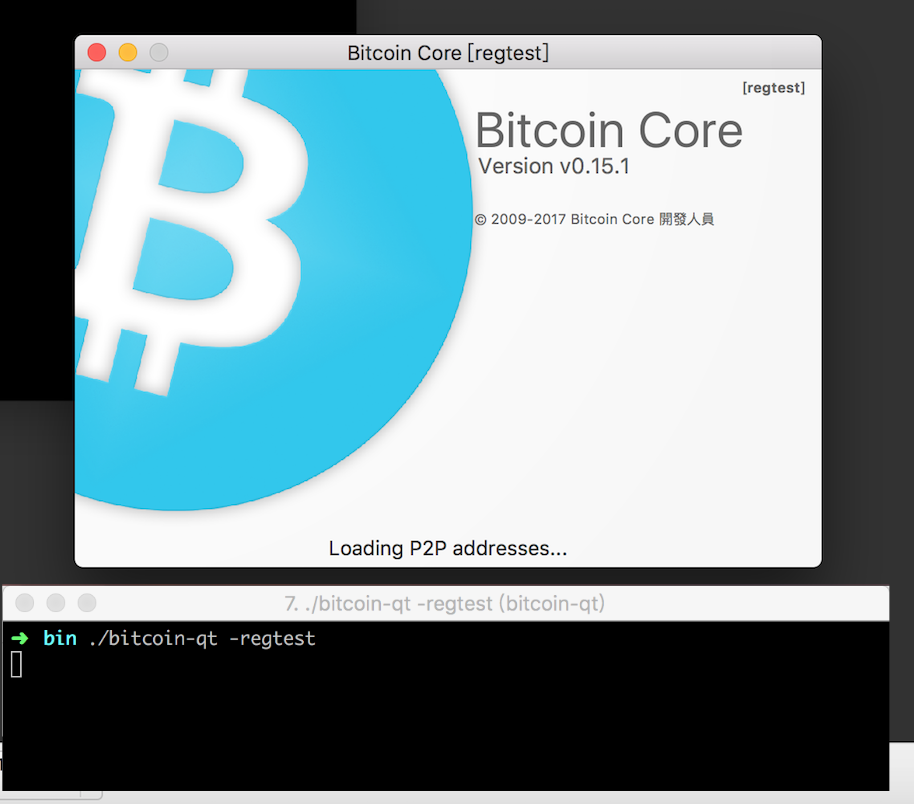 Bitcoin Core [regtest]
[regtest]
Bitcoin Core
Version v0.15.1
© 2009-2017 Bitcoin Core 開發人員
Loading P2P addresses...
7. ./bitcoin-qt -regtest (bitcoin-qt)
➜ bin ./bitcoin-qt -regtest